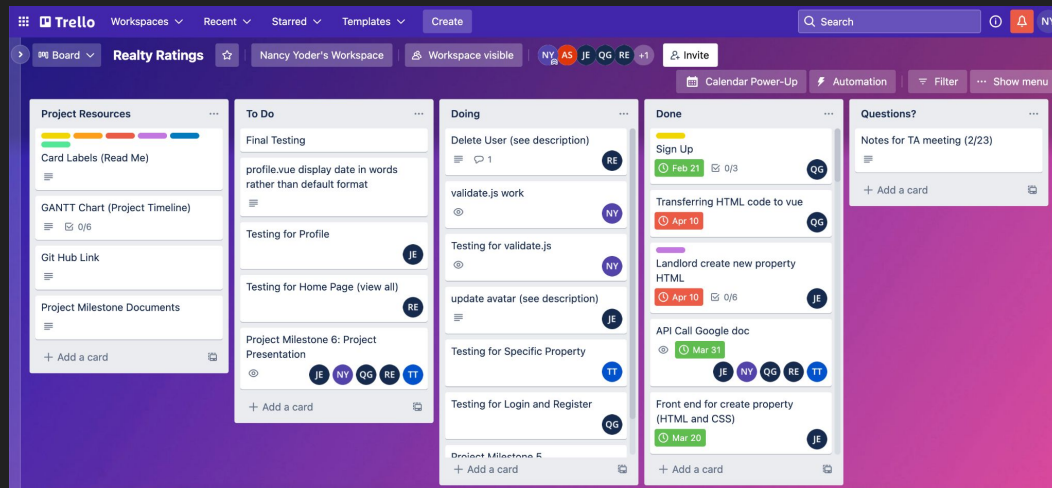 Trello Workspaces Recent Starred Templates Create Search NY
Board Realty Ratings Nancy Yoder's Workspace Workspace visible NY AS JE QG RE +1 Invite
Calendar Power-Up Automation Filter ... Show menu
Project Resources
Card Labels (Read Me)
GANTT Chart (Project Timeline)
0/6
Git Hub Link
Project Milestone Documents
+ Add a card
To Do
Final Testing
profile.vue display date in words
rather than default format
Testing for Profile
JE
Testing for Home Page (view all)
RE
Project Milestone 6: Project
Presentation
JE NY QG RE TT
+ Add a card
Doing
Delete User (see description)
1 RE
validate.js work
NY
Testing for validate.js
NY
update avatar (see description)
JE
Testing for Specific Property
TT
Testing for Login and Register
QG
Project Milestone 5
+ Add a card
Done
Sign Up
Feb 21 0/3 QG
Transferring HTML code to vue
Apr 10 QG
Landlord create new property
HTML
Apr 10 0/6 JE
API Call Google doc
Mar 31
JE NY QG RE TT
Front end for create property
(HTML and CSS)
Mar 20 JE
+ Add a card
Questions?
Notes for TA meeting (2/23)
+ Add a card